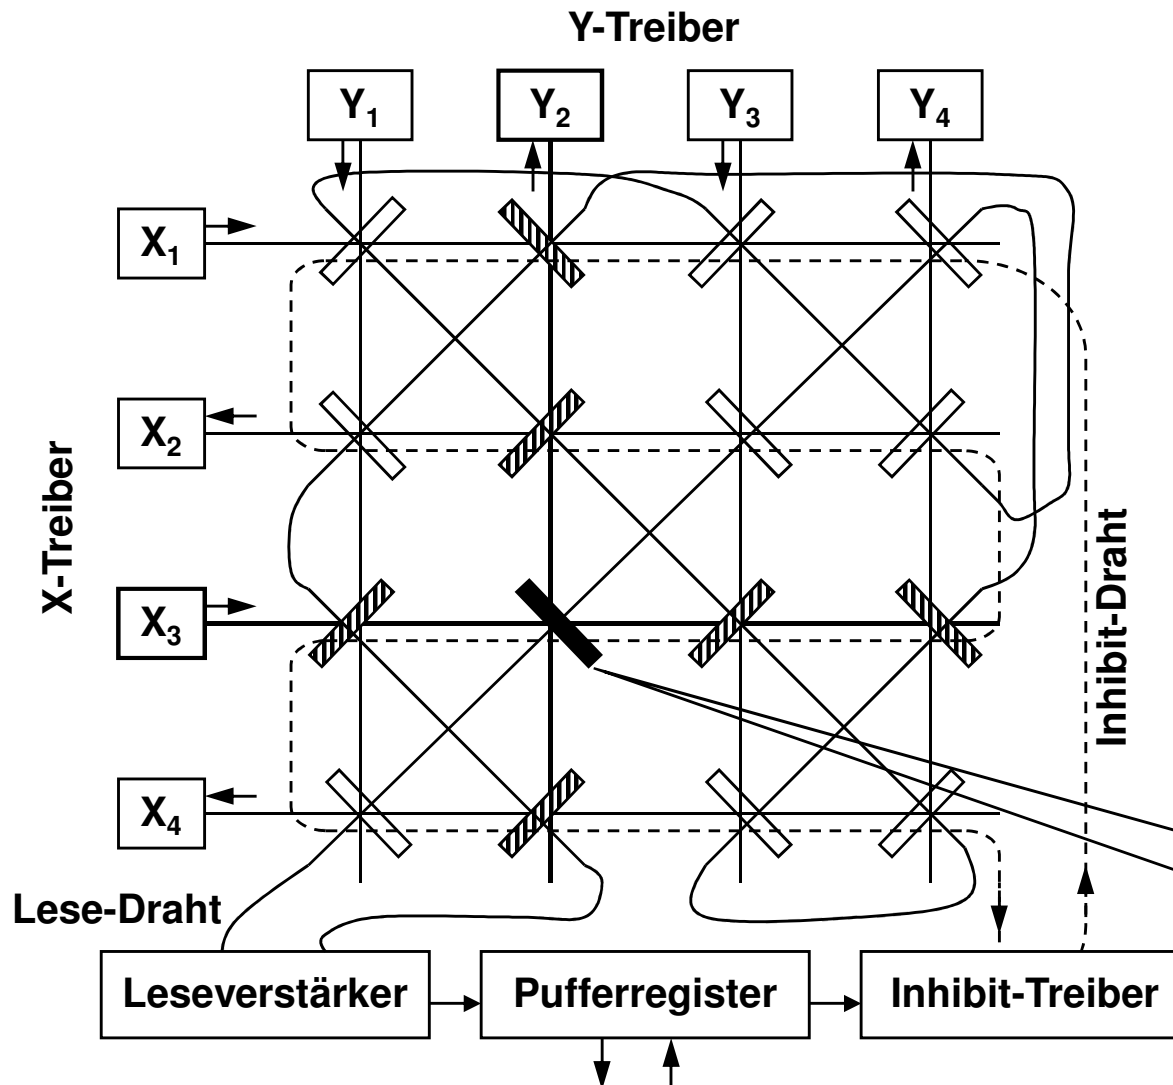 Y-Treiber
Y1
Y2
Y3
Y4
X1
X2
X-Treiber
X3
Inhibit-Draht
X4
Lese-Draht
Leseverstärker
Pufferregister
Inhibit-Treiber